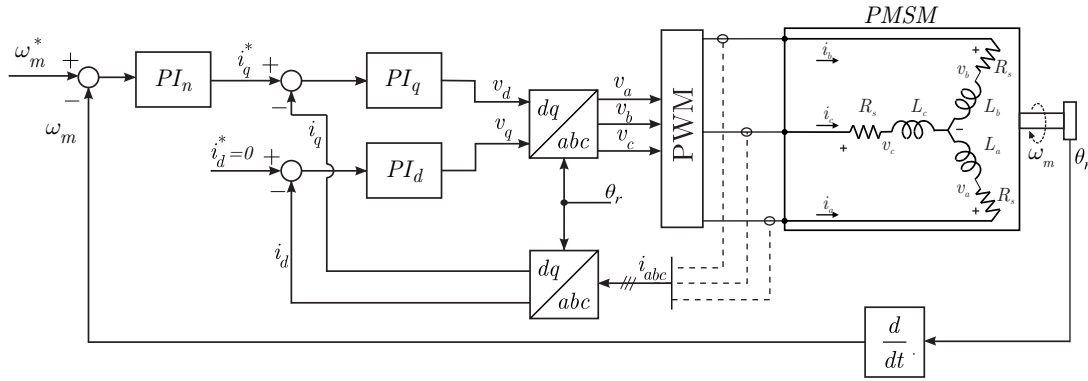 PMSM
ω*m + PIn i*q + PIq
− ωm
− iq
i*d=0 + PId
− id
vd
vq
dq
abc
va
vb
vc
PWM
θr
dq
abc
iabc
ib + Rs
vb Lb
ic Rs Lc
+ vc −
La
va
ia + Rs
ωm
θr
d
dt